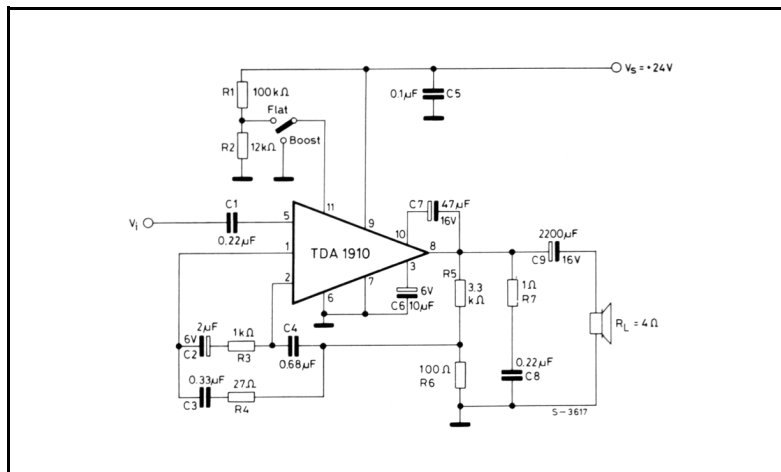 Vs = +24V
R1 100kΩ
0.1µF C5
Flat
Boost
R2 12kΩ
C1
Vi
0.22µF
5
11
9
10
C7 47µF
16V
8
1
TDA 1910
2
3
6
7
6V
C6 10µF
R5
3.3
kΩ
2200µF
C9 16V
1Ω
R7
RL = 4Ω
2µF
6V
C2
1kΩ
R3
C4
0.68µF
100Ω
R6
0.22µF
C8
0.33µF
C3
27Ω
R4
S-3617